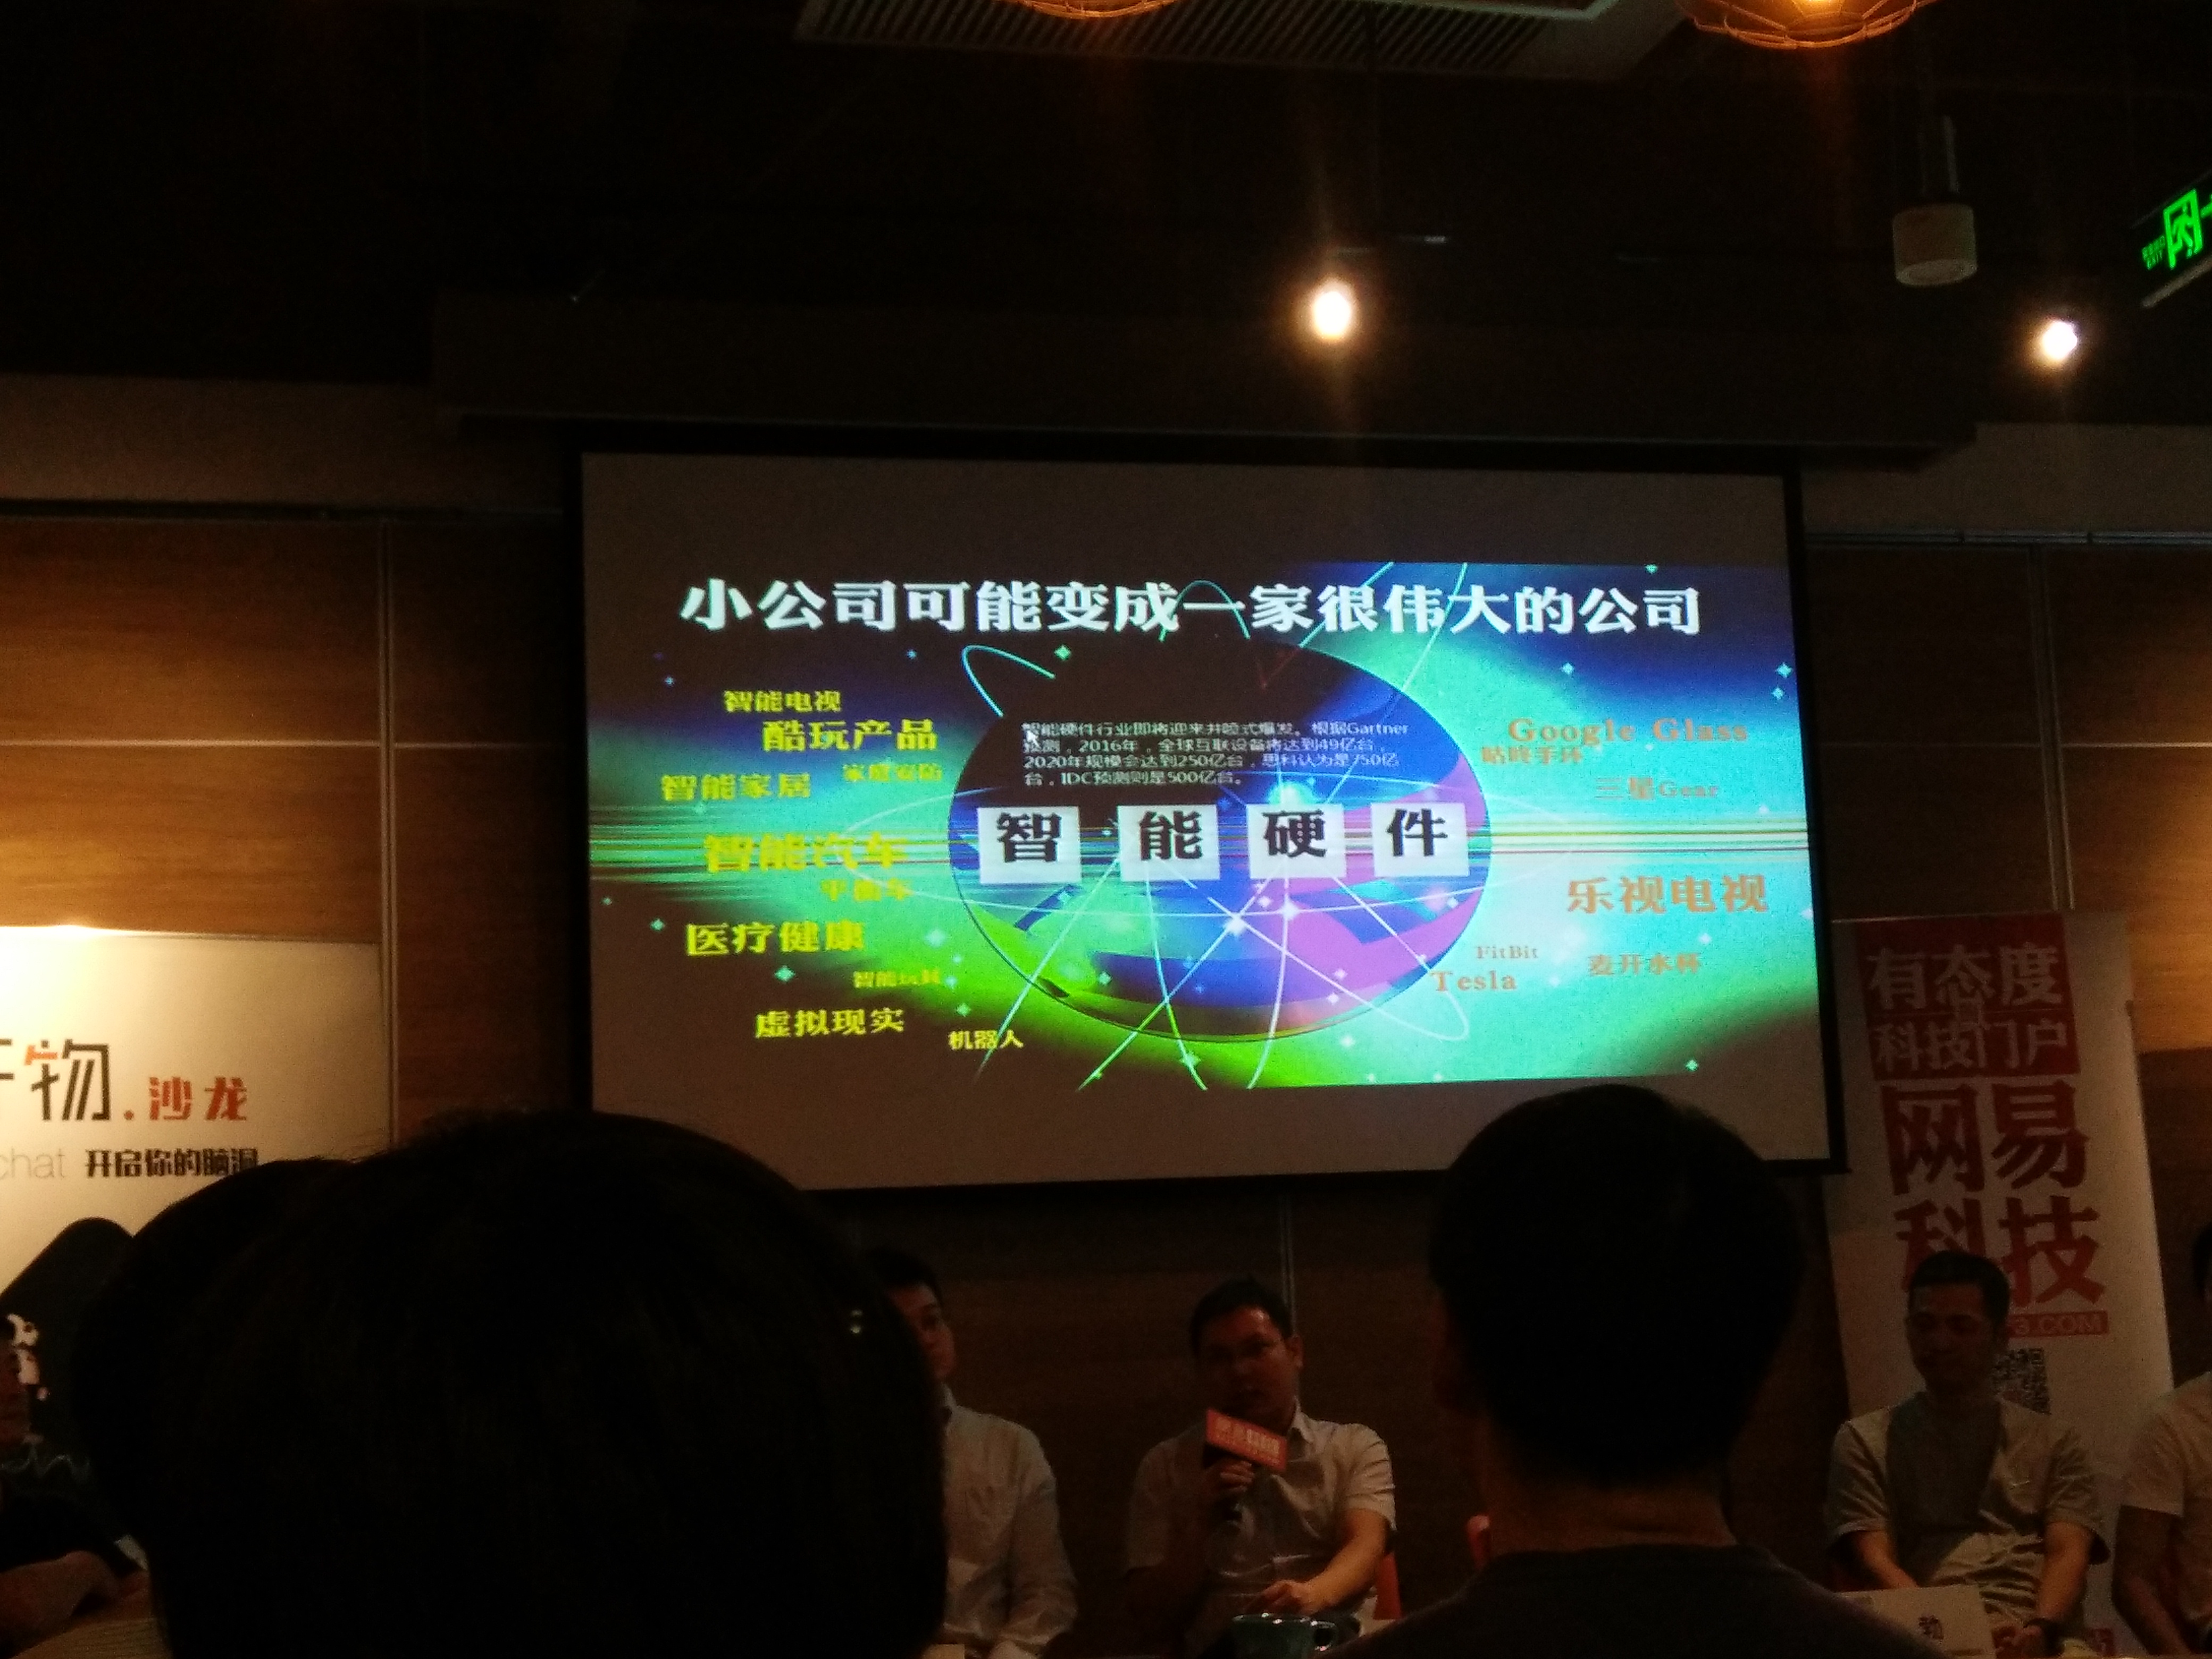 小公司可能变成一家很伟大的公司
智能电视
酷玩产品
智能家居
家庭安防
智能汽车
平衡车
医疗健康
智能玩具
虚拟现实
机器人
智能硬件行业即将迎来井喷式爆发。根据Gartner
预测,2016年,全球互联设备将达到49亿台,
2020年规模会达到250亿台,思科认为是750亿
台,IDC预测则是500亿台。
智能硬件
Google Glass
咕咚手环
三星Gear
乐视电视
FitBit
麦开水杯
Tesla
物.沙龙
chat 开启你的脑洞
有态度
科技门户
网易
科技
.COM
EXIT